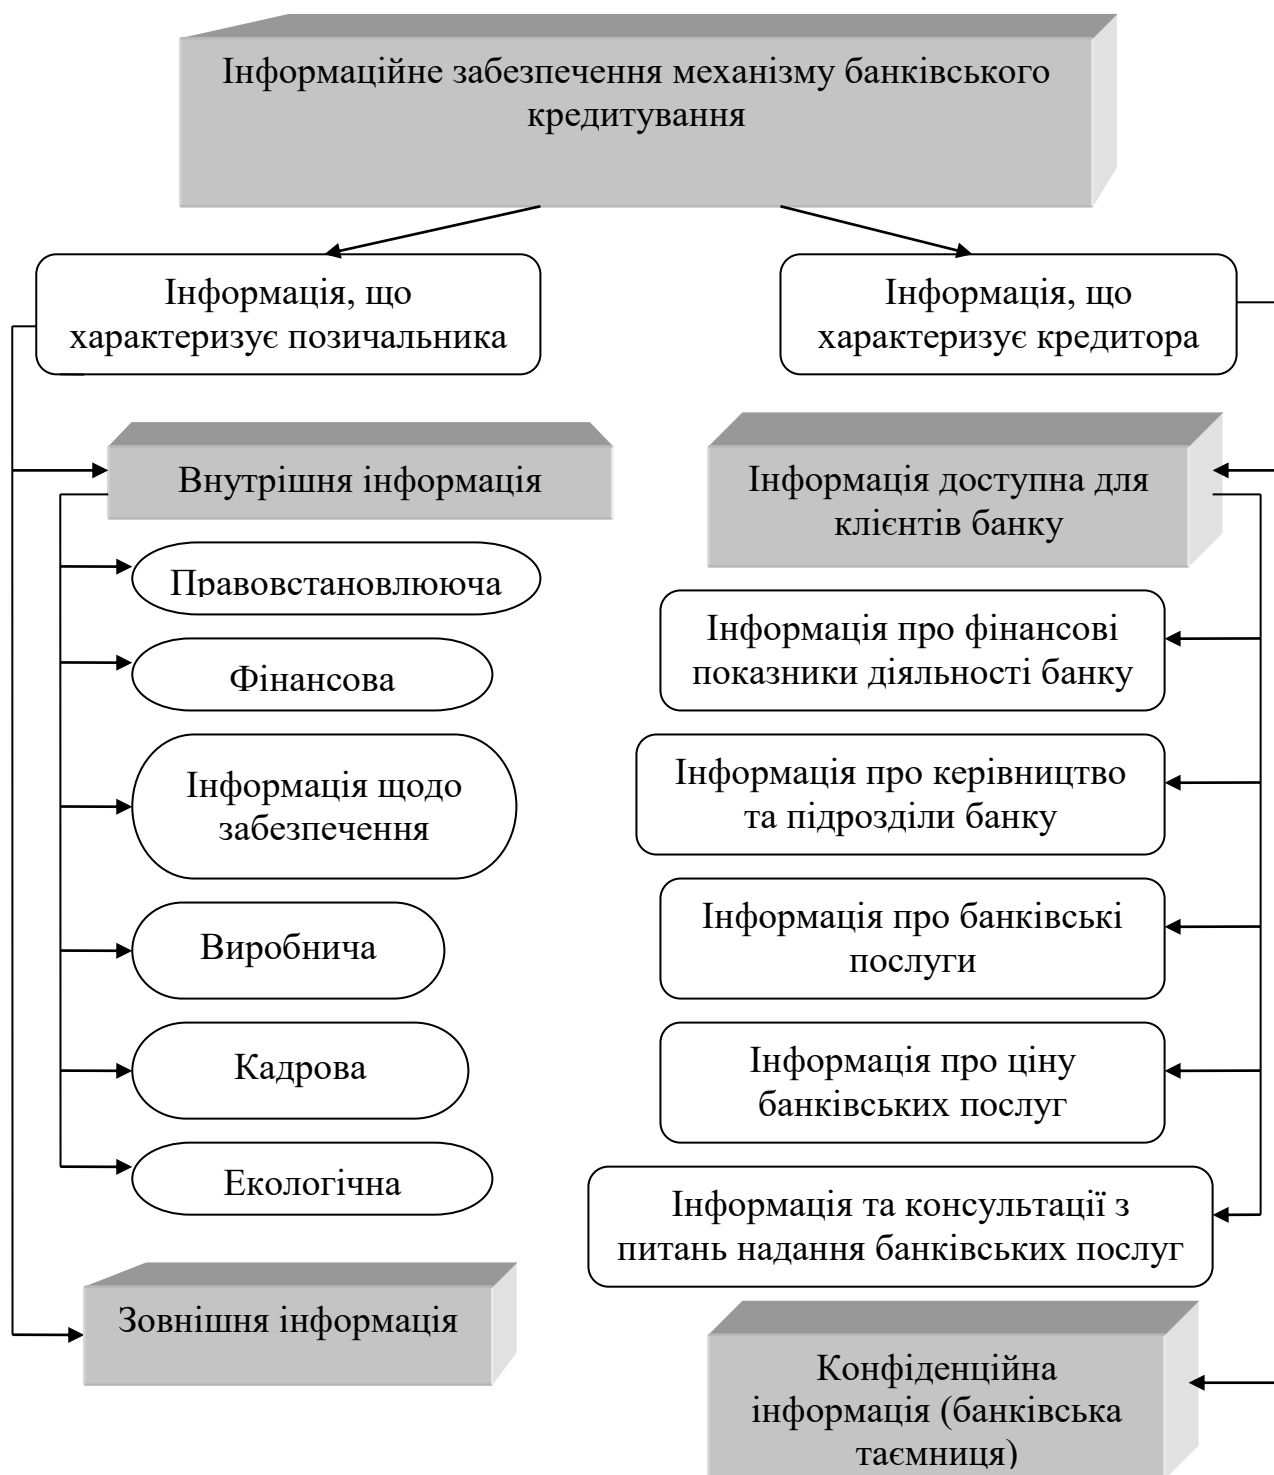 Інформаційне забезпечення механізму банківського
кредитування
Інформація, що
характеризує позичальника
Інформація, що
характеризує кредитора
Внутрішня інформація
Правовстановлююча
Фінансова
Інформація щодо
забезпечення
Виробнича
Кадрова
Екологічна
Зовнішня інформація
Інформація доступна для
клієнтів банку
Інформація про фінансові
показники діяльності банку
Інформація про керівництво
та підрозділи банку
Інформація про банківські
послуги
Інформація про ціну
банківських послуг
Інформація та консультації з
питань надання банківських послуг
Конфіденційна
інформація (банківська
таємниця)